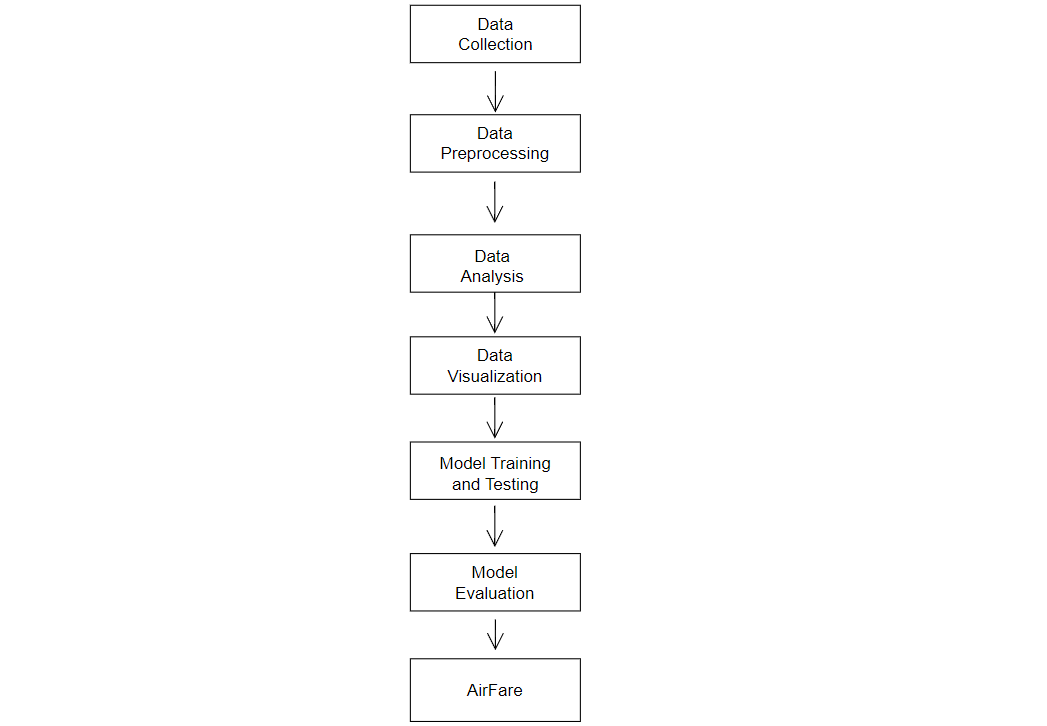 Data
Collection
Data
Preprocessing
Data
Analysis
Data
Visualization
Model Training
and Testing
Model
Evaluation
AirFare